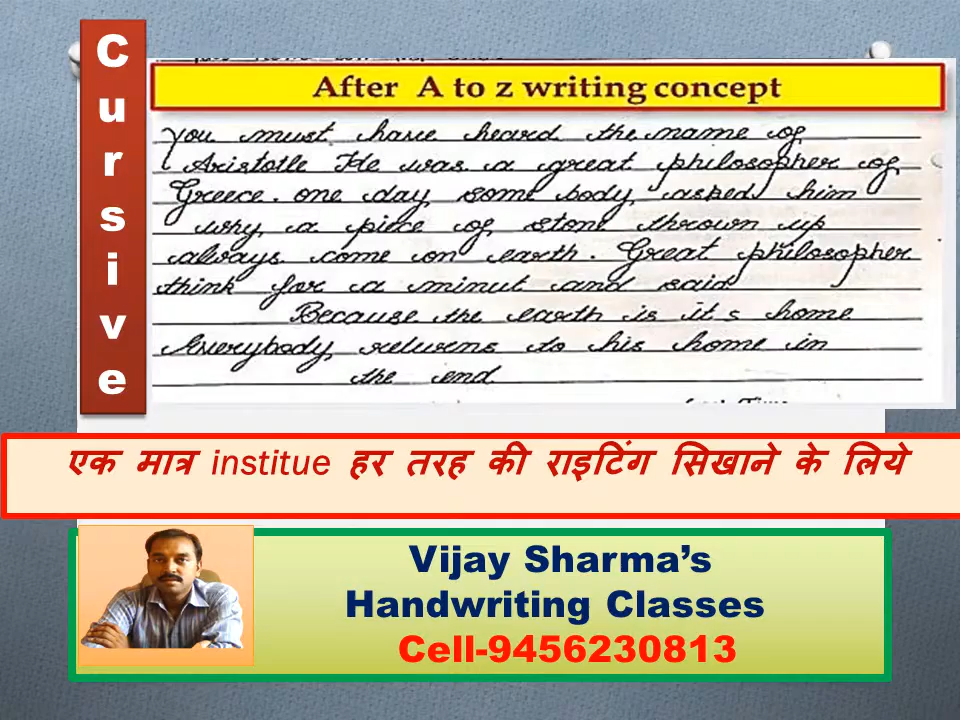 Cursive
After A to z writing concept
you must have heard the name of
Aristotle He was a great philosopher of
Greece. one day, some body, asped him
why, a piece of stone thrown up
always come on earth. Great philosopher
think for a minut and said
Because the earth is it s home
Everybody, returns to his home in
the end
एक मात्र institue हर तरह की राइटिंग सिखाने के लिये
Vijay Sharma’s
Handwriting Classes
Cell-9456230813